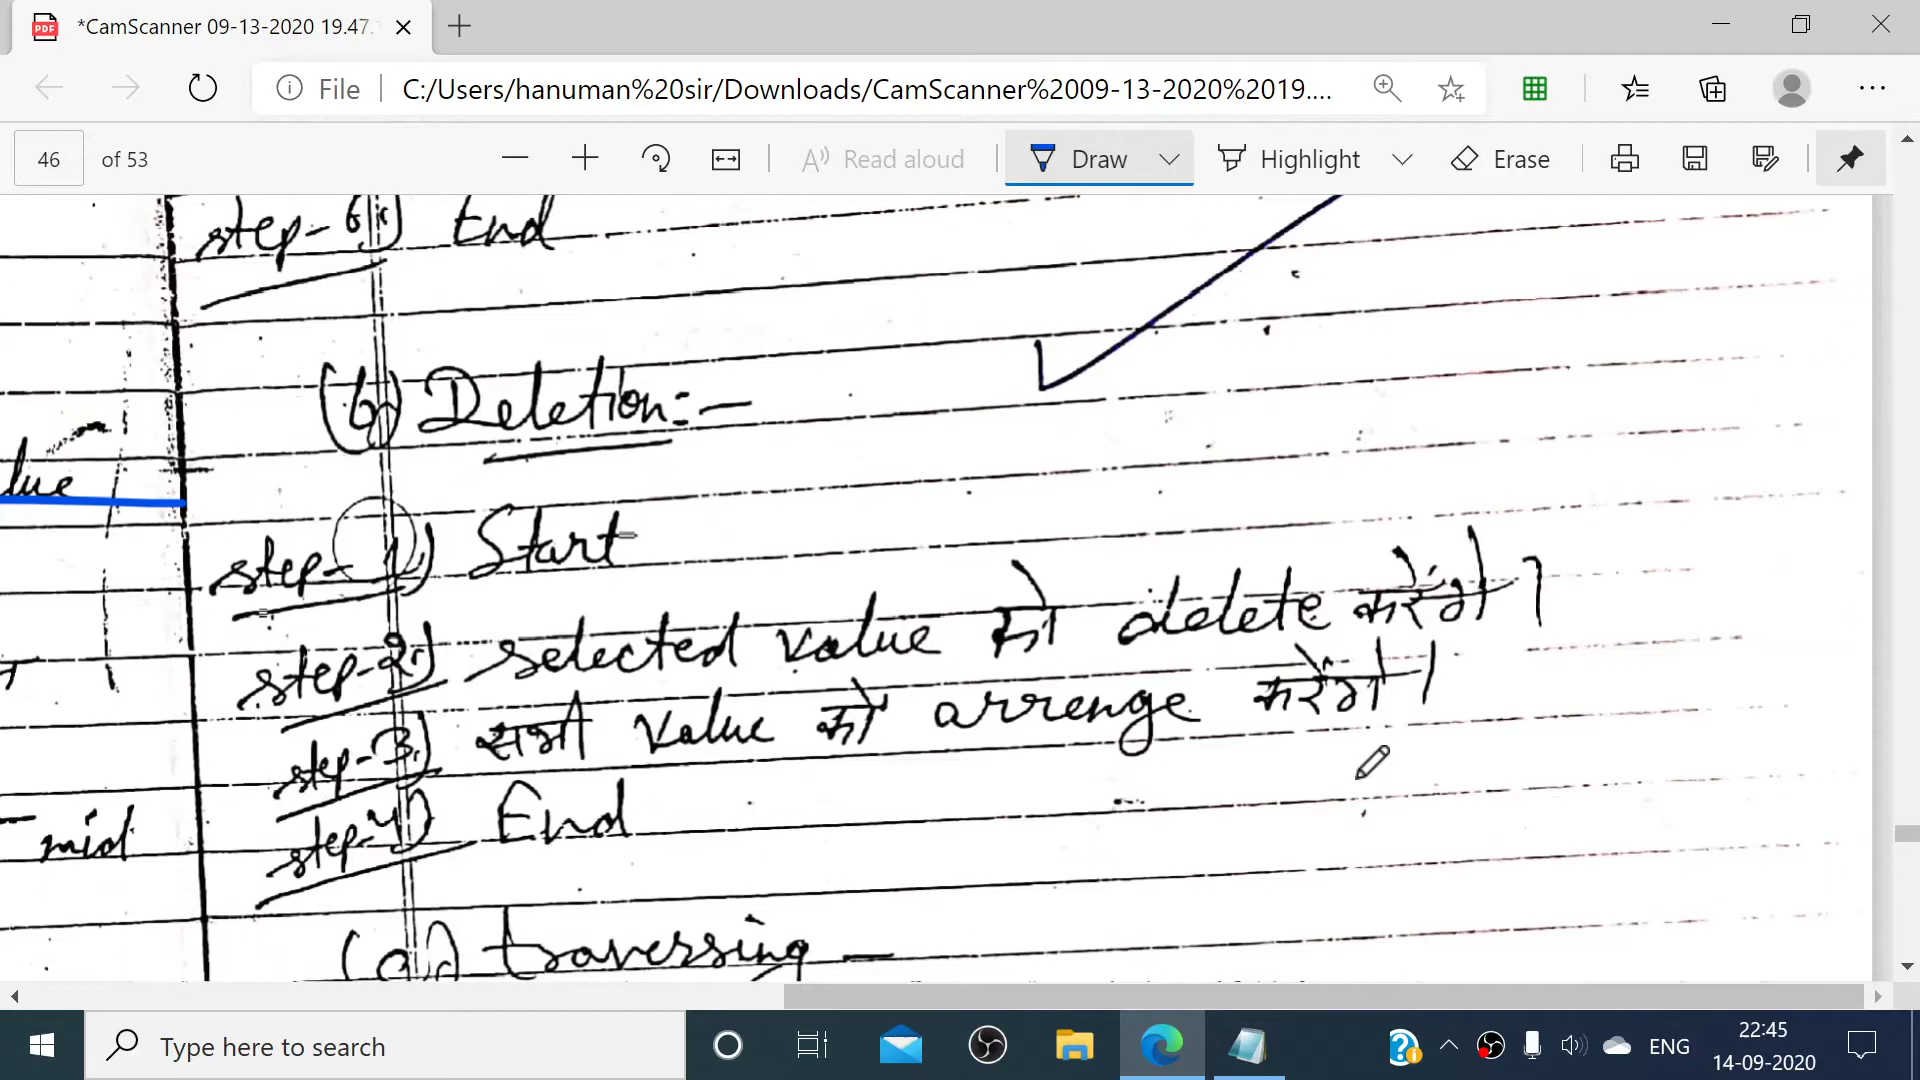 *CamScanner 09-13-2020 19.47.
File
C:/Users/hanuman%20sir/Downloads/CamScanner%2009-13-2020%2019....
46 of 53
Read aloud
Draw
Highlight
Erase
step-6.) End
(b) Deletion:-
lue
step-1.) Start
step-2.) selected value को delete करेंगे।
step-3.) सभी value को arrenge करेंगे।
step-4.) End
mid
traversing —
Type here to search
ENG
22:45
14-09-2020